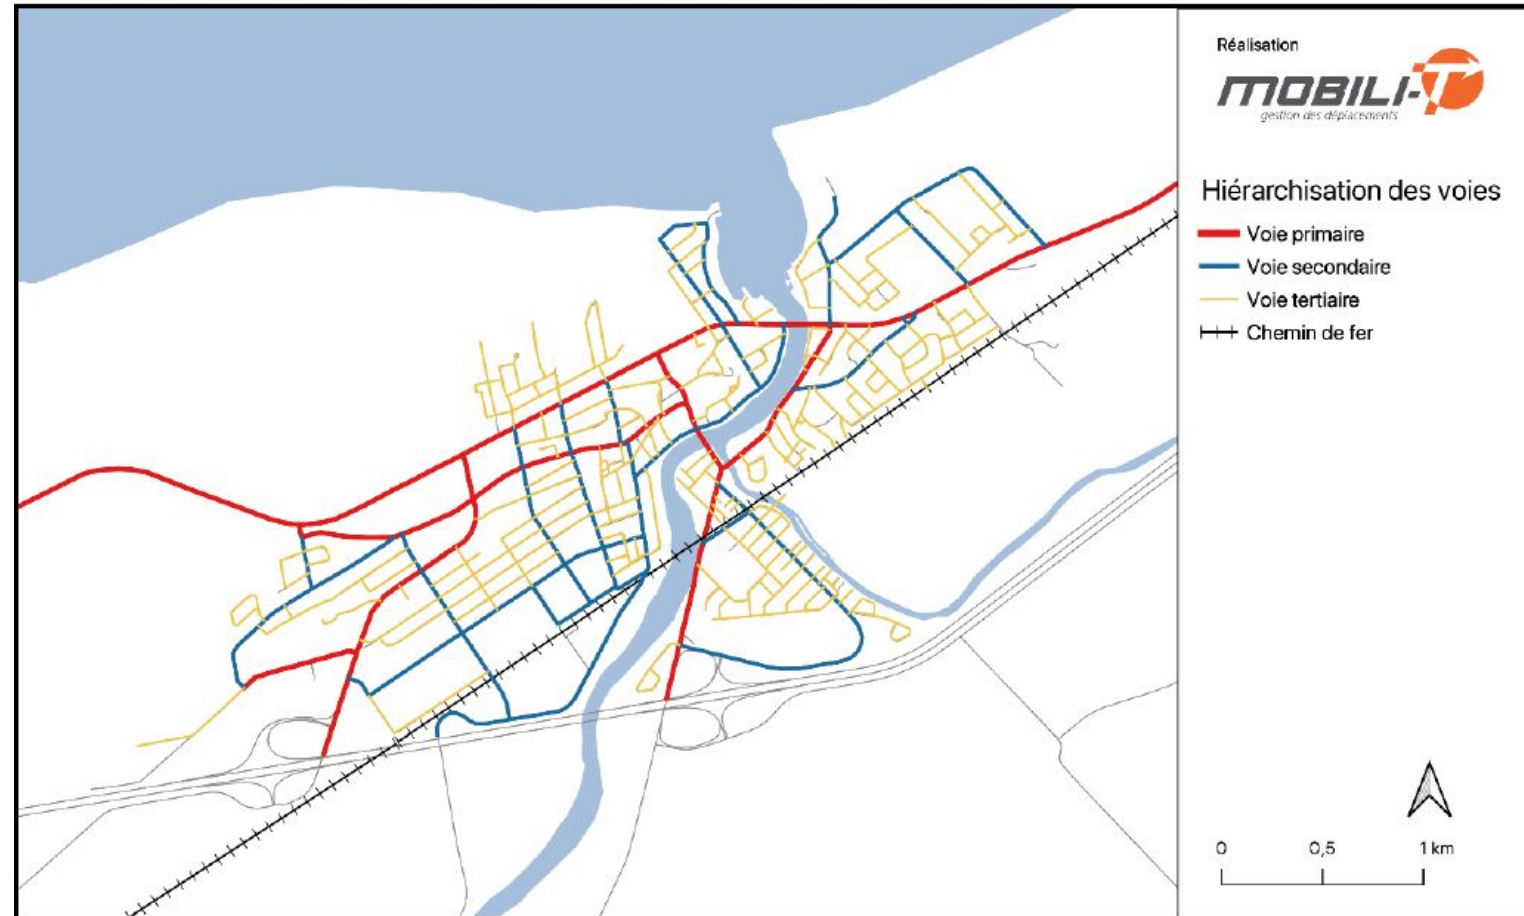 Réalisation
MOBILI-T
gestion des déplacements
Hiérarchisation des voies
Voie primaire
Voie secondaire
Voie tertiaire
Chemin de fer
0 0,5 1 km